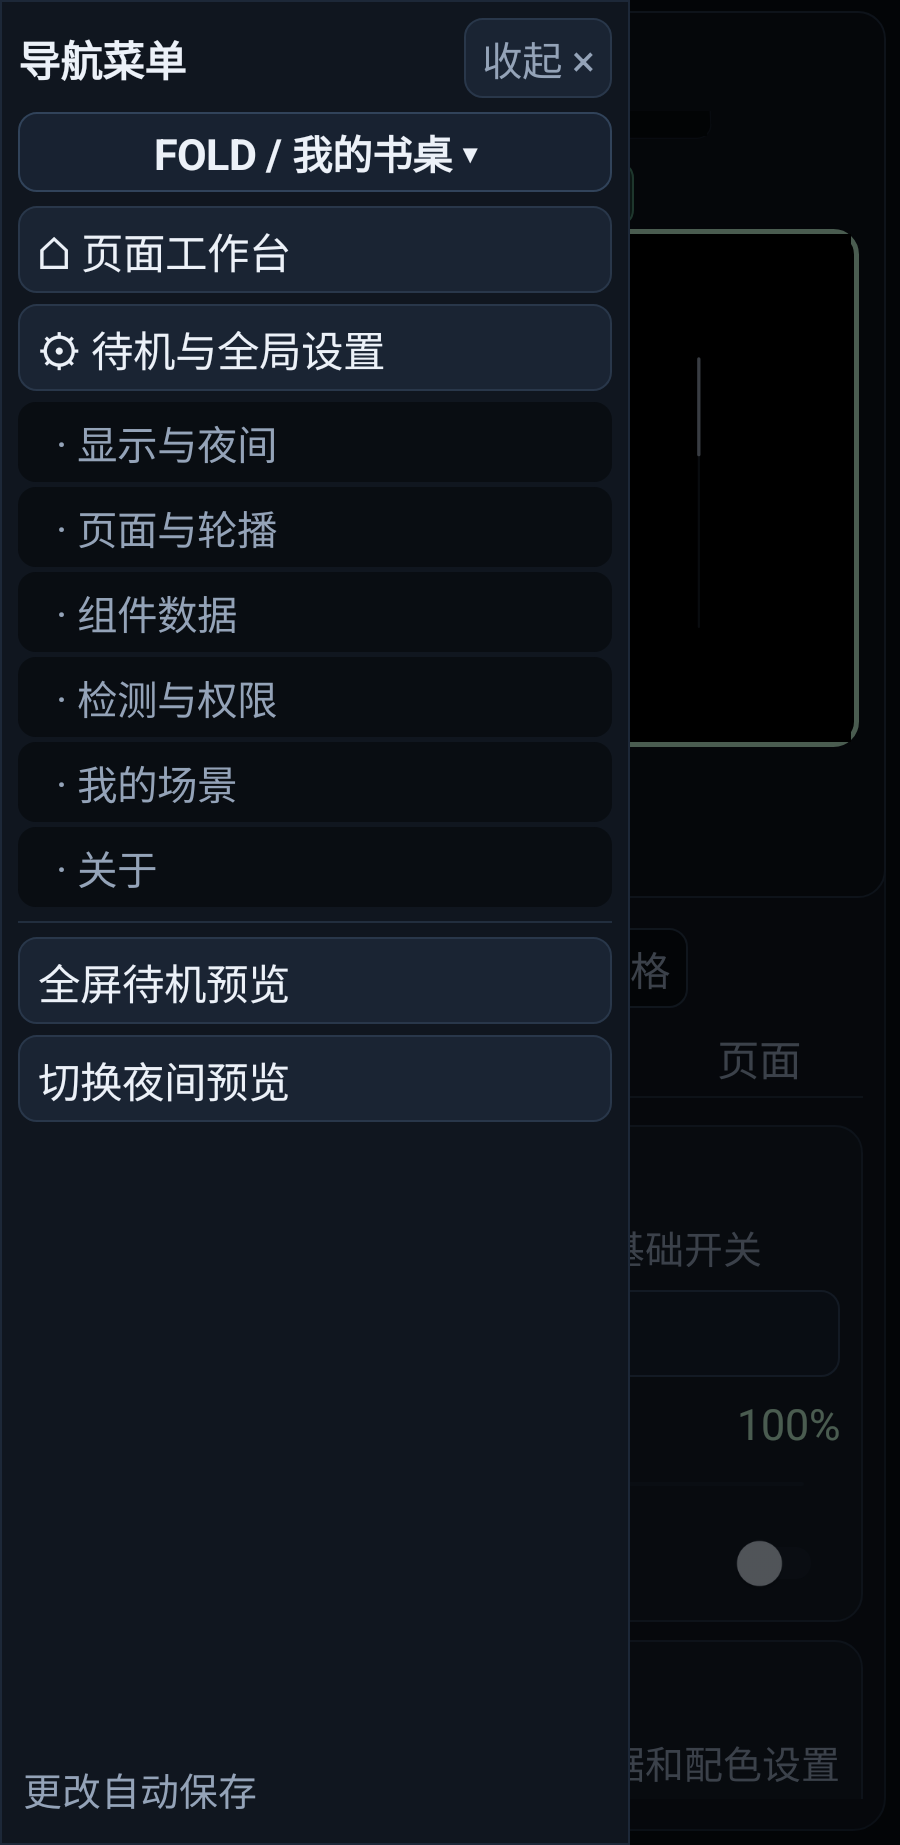 导航菜单
收起 ×
FOLD / 我的书桌 ▾
页面工作台
待机与全局设置
· 显示与夜间
· 页面与轮播
· 组件数据
· 检测与权限
· 我的场景
· 关于
全屏待机预览
切换夜间预览
更改自动保存
格
页面
基础开关
100%
和配色设置